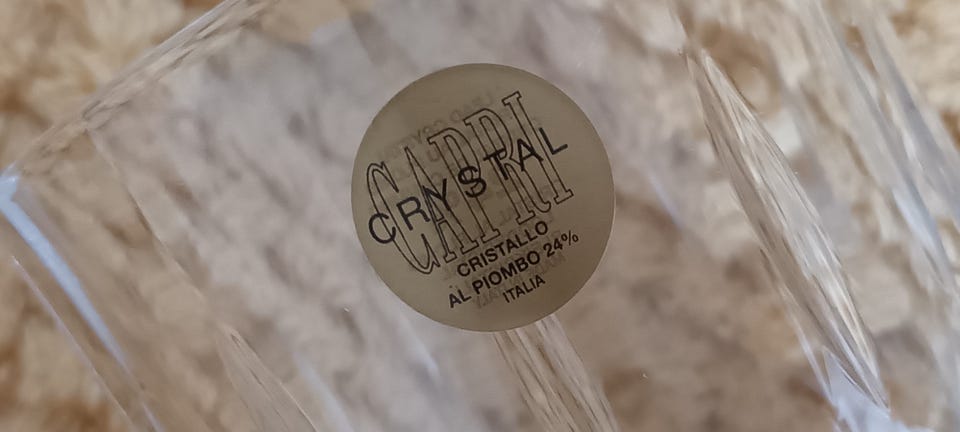 CAPRI
CRYSTAL
CRISTALLO
AL PIOMBO 24%
ITALIA